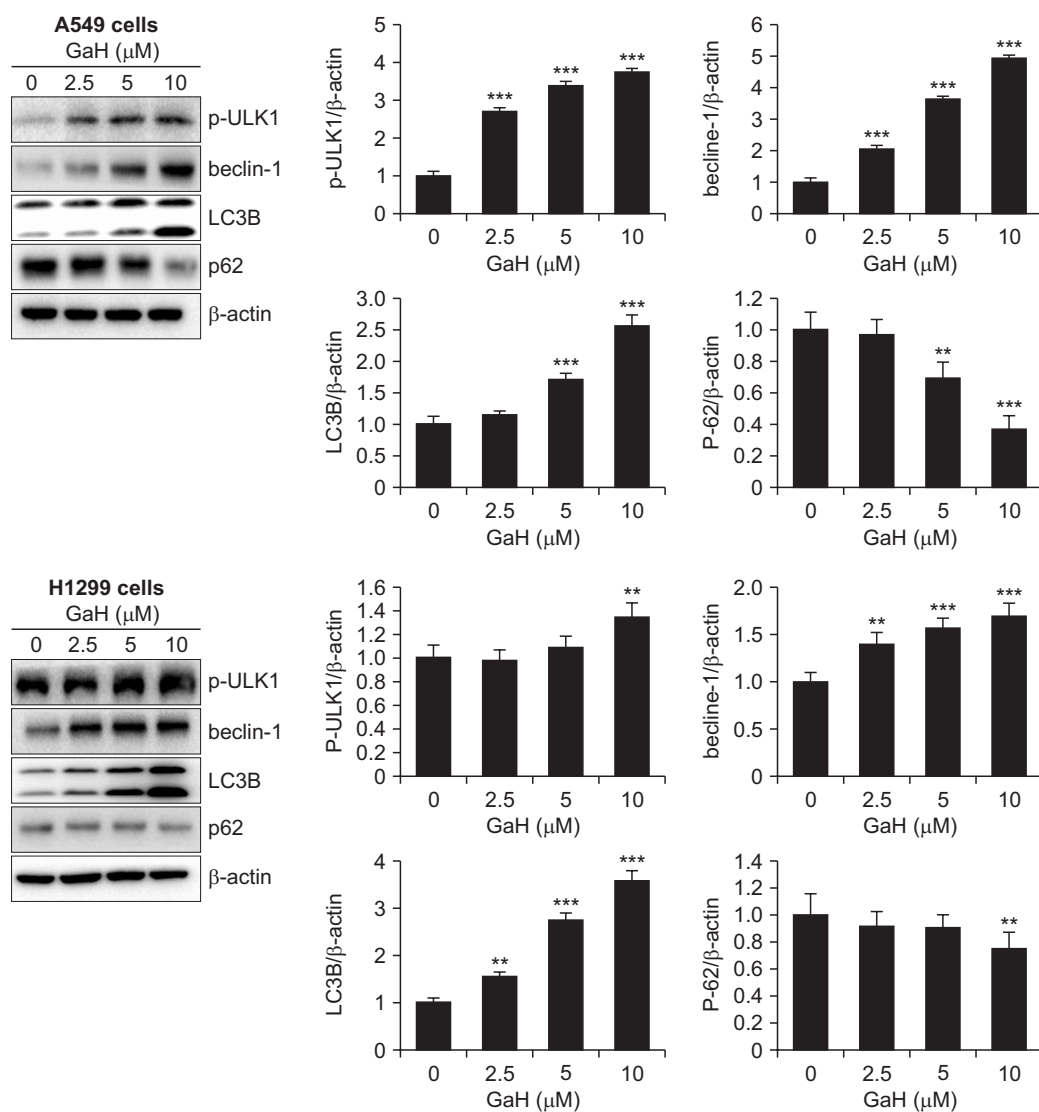 A549 cells
GaH (μM)
0 2.5 5 10
p-ULK1
beclin-1
LC3B
p62
β-actin
p-ULK1/β-actin
5
4
3
2
1
0
***
***
***
0 2.5 5 10
GaH (μM)
becline-1/β-actin
6
5
4
3
2
1
0
***
***
***
0 2.5 5 10
GaH (μM)
LC3B/β-actin
3.0
2.5
2.0
1.5
1.0
0.5
0
***
***
0 2.5 5 10
GaH (μM)
P-62/β-actin
1.2
1.0
0.8
0.6
0.4
0.2
0
**
***
0 2.5 5 10
GaH (μM)
H1299 cells
GaH (μM)
0 2.5 5 10
p-ULK1
beclin-1
LC3B
p62
β-actin
P-ULK1/β-actin
1.6
1.4
1.2
1.0
0.8
0.6
0.4
0.2
0
**
0 2.5 5 10
GaH (μM)
becline-1/β-actin
2.0
1.5
1.0
0.5
0
**
***
***
0 2.5 5 10
GaH (μM)
LC3B/β-actin
4
3
2
1
0
**
***
***
0 2.5 5 10
GaH (μM)
P-62/β-actin
1.4
1.2
1.0
0.8
0.6
0.4
0.2
0
**
0 2.5 5 10
GaH (μM)